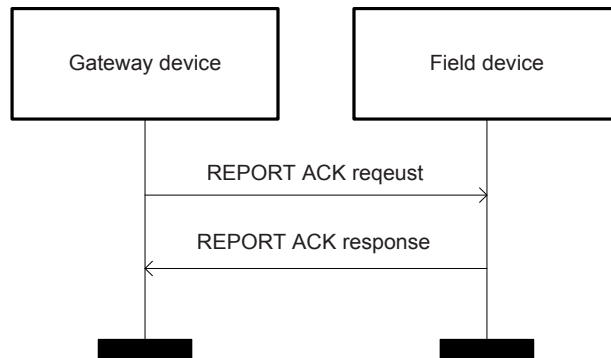 Gateway device
Field device
REPORT ACK reqeust
REPORT ACK response